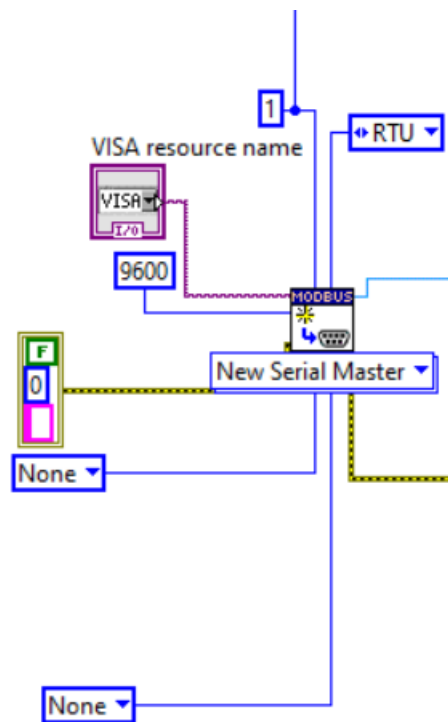 1
RTU
VISA resource name
VISA
I/O
9600
MODBUS
F
0
New Serial Master
None
None